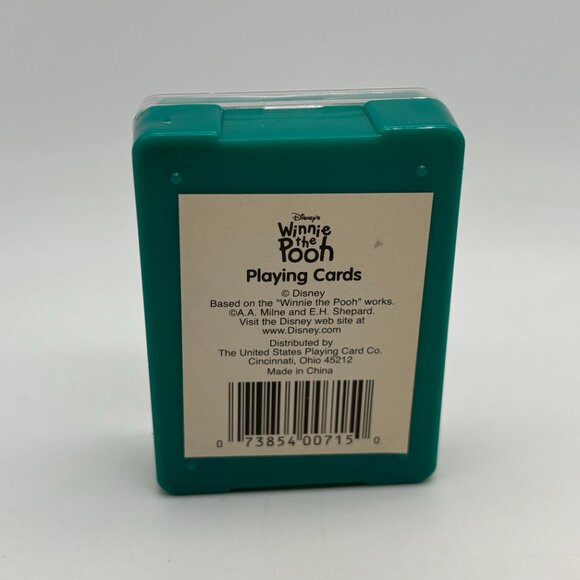 Disney's
Winnie
the
Pooh
Playing Cards
© Disney
Based on the "Winnie the Pooh" works.
©A.A. Milne and E.H. Shepard.
Visit the Disney web site at
www.Disney.com
Distributed by
The United States Playing Card Co.
Cincinnati, Ohio 45212
Made in China
0 73854 00715 0